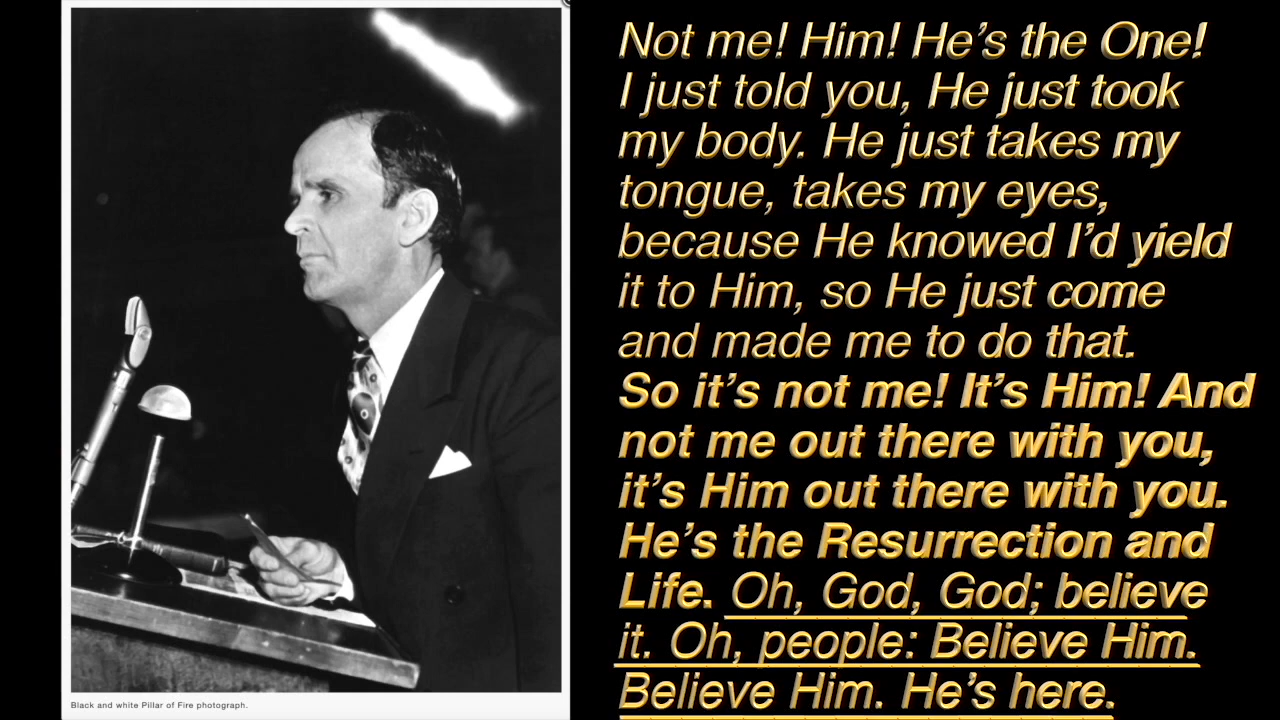 Not me! Him! He's the One!
I just told you, He just took
my body. He just takes my
tongue, takes my eyes,
because He knowed I'd yield
it to Him, so He just come
and made me to do that.
So it's not me! It's Him! And
not me out there with you,
it's Him out there with you.
He's the Resurrection and
Life. Oh, God, God; believe
it. Oh, people: Believe Him.
Believe Him. He's here.
Black and white Pillar of Fire photograph.